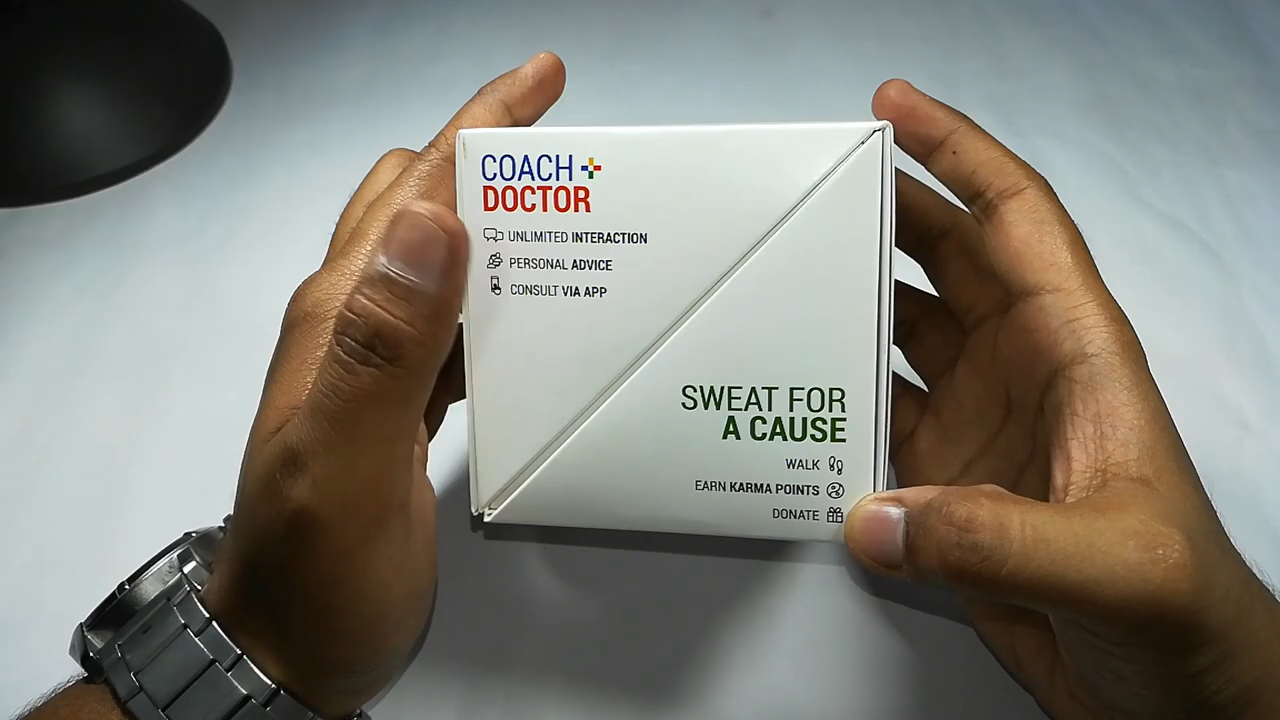 COACH +
DOCTOR
UNLIMITED INTERACTION
PERSONAL ADVICE
CONSULT VIA APP
SWEAT FOR
A CAUSE
WALK
EARN KARMA POINTS
DONATE